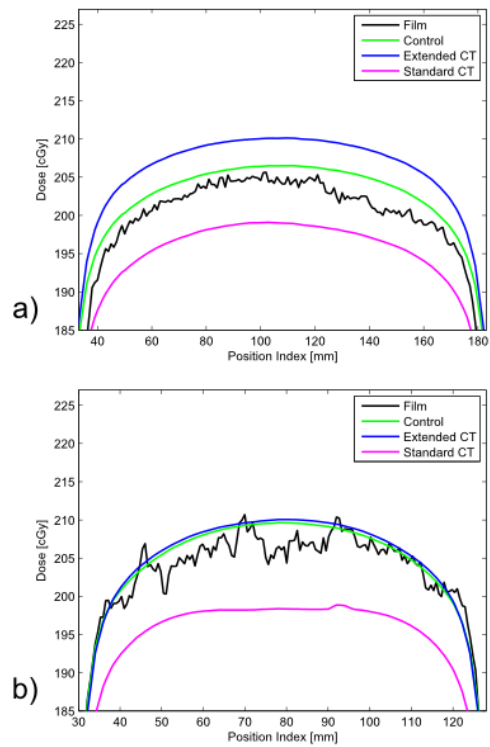 225
220
215
210
205
200
195
190
185
Dose [cGy]
40 60 80 100 120 140 160 180
Position Index [mm]
Film
Control
Extended CT
Standard CT
a)
225
220
215
210
205
200
195
190
185
Dose [cGy]
30 40 50 60 70 80 90 100 110 120
Position Index [mm]
Film
Control
Extended CT
Standard CT
b)